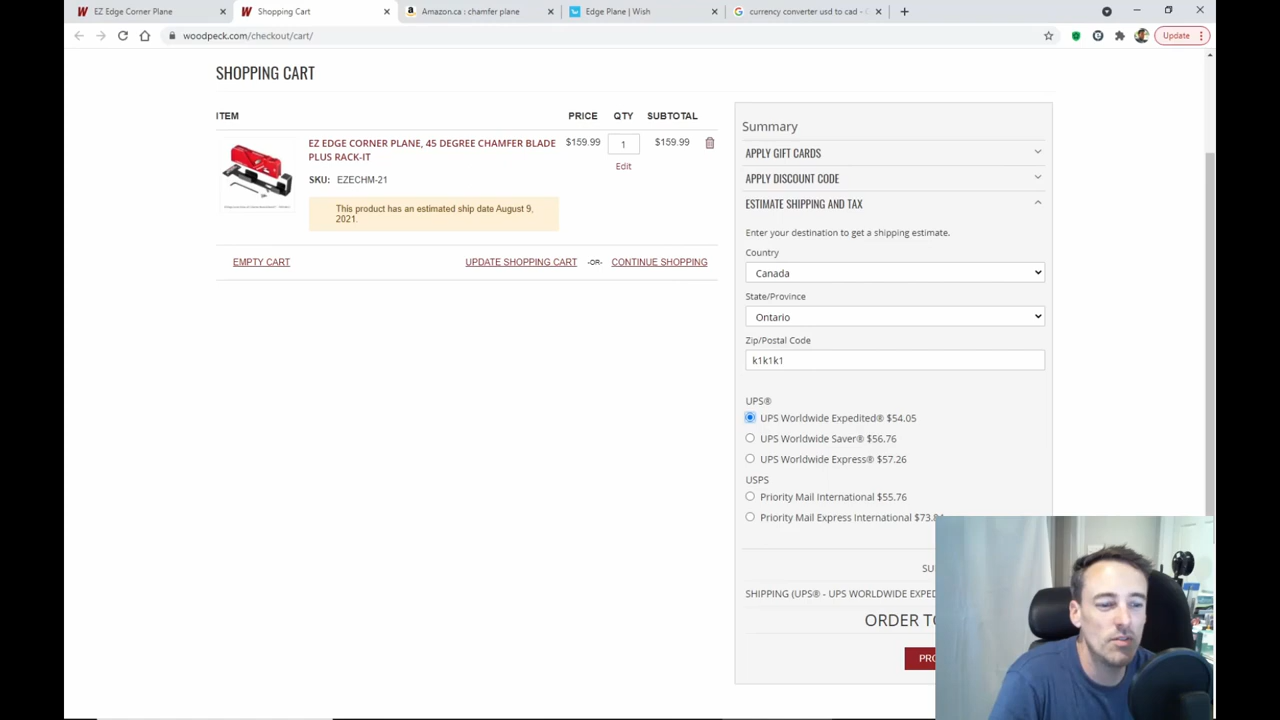 EZ Edge Corner Plane
Shopping Cart
Amazon.ca : chamfer plane
Edge Plane | Wish
currency converter usd to cad -
woodpeck.com/checkout/cart/
Update
SHOPPING CART
ITEM PRICE QTY SUBTOTAL
EZ EDGE CORNER PLANE, 45 DEGREE CHAMFER BLADE
PLUS RACK-IT
$159.99 1 $159.99
Edit
SKU: EZECHM-21
This product has an estimated ship date August 9,
2021.
EMPTY CART UPDATE SHOPPING CART -OR- CONTINUE SHOPPING
Summary
APPLY GIFT CARDS
APPLY DISCOUNT CODE
ESTIMATE SHIPPING AND TAX
Enter your destination to get a shipping estimate.
Country
Canada
State/Province
Ontario
Zip/Postal Code
k1k1k1
UPS®
UPS Worldwide Expedited® $54.05
UPS Worldwide Saver® $56.76
UPS Worldwide Express® $57.26
USPS
Priority Mail International $55.76
Priority Mail Express International
SHIPPING (UPS® - UPS WORLDWIDE
ORDER